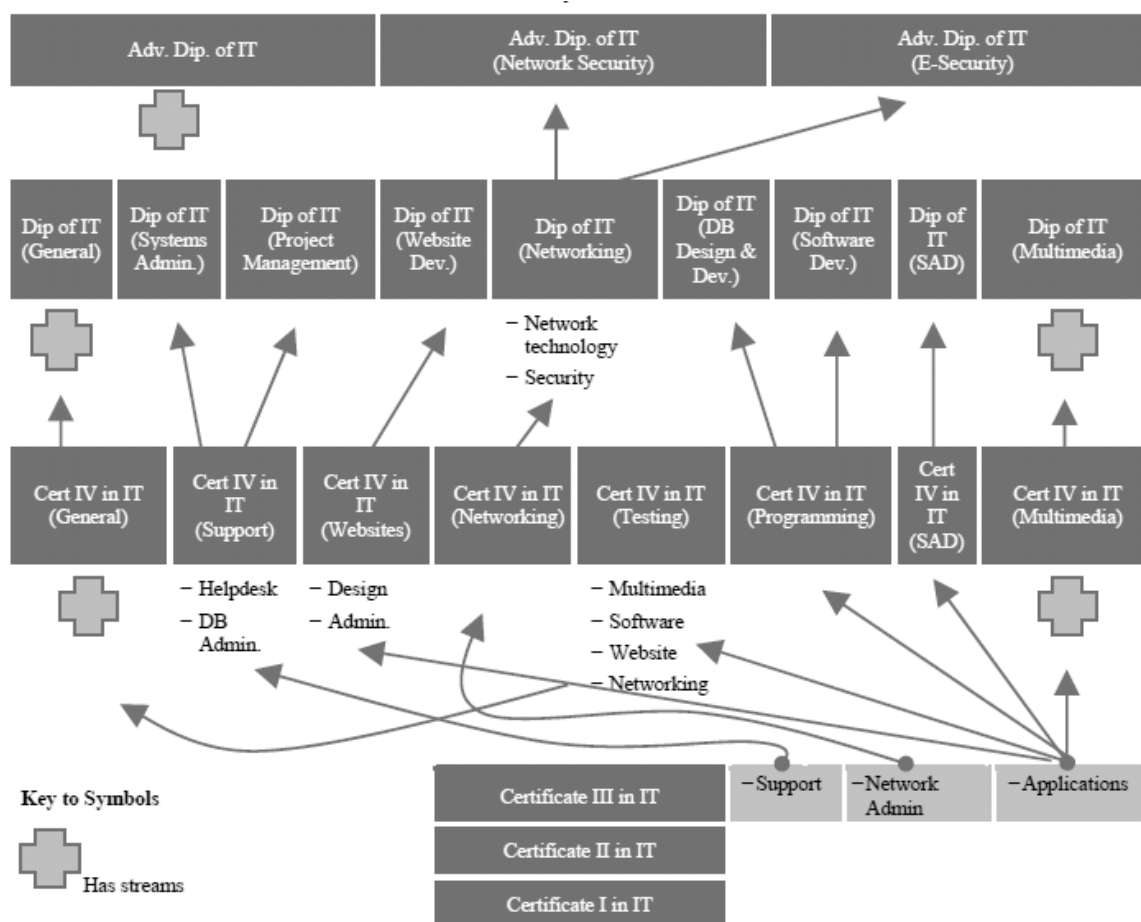 Adv. Dip. of IT
Adv. Dip. of IT
(Network Security)
Adv. Dip. of IT
(E-Security)
Dip of IT
(General)
Dip of IT
(Systems
Admin.)
Dip of IT
(Project
Management)
Dip of IT
(Website
Dev.)
Dip of IT
(Networking)
Dip of IT
(DB
Design &
Dev.)
Dip of IT
(Software
Dev.)
Dip of
IT
(SAD)
Dip of IT
(Multimedia)
– Network
technology
– Security
Cert IV in IT
(General)
Cert IV in
IT
(Support)
Cert IV in
IT
(Websites)
Cert IV in IT
(Networking)
Cert IV in IT
(Testing)
Cert IV in IT
(Programming)
Cert
IV in
IT
(SAD)
Cert IV in IT
(Multimedia)
– Helpdesk
– DB
Admin.
– Design
– Admin.
– Multimedia
– Software
– Website
– Networking
Certificate III in IT
–Support
–Network
Admin
–Applications
Certificate II in IT
Certificate I in IT
Key to Symbols
Has streams